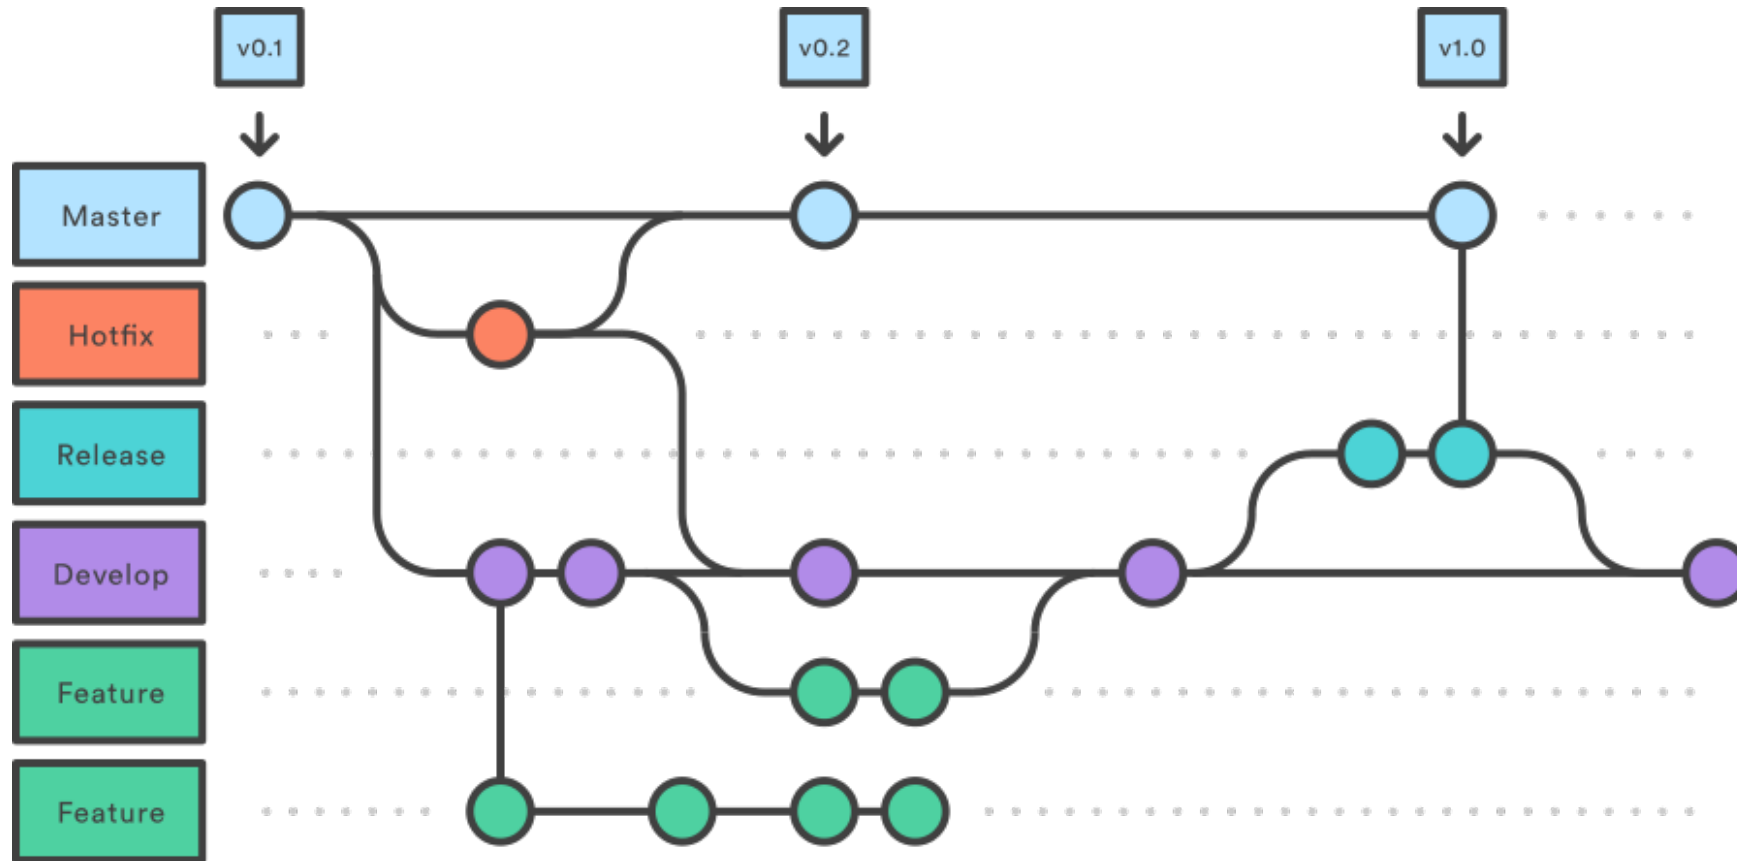 v0.1
v0.2
v1.0
Master
Hotfix
Release
Develop
Feature
Feature